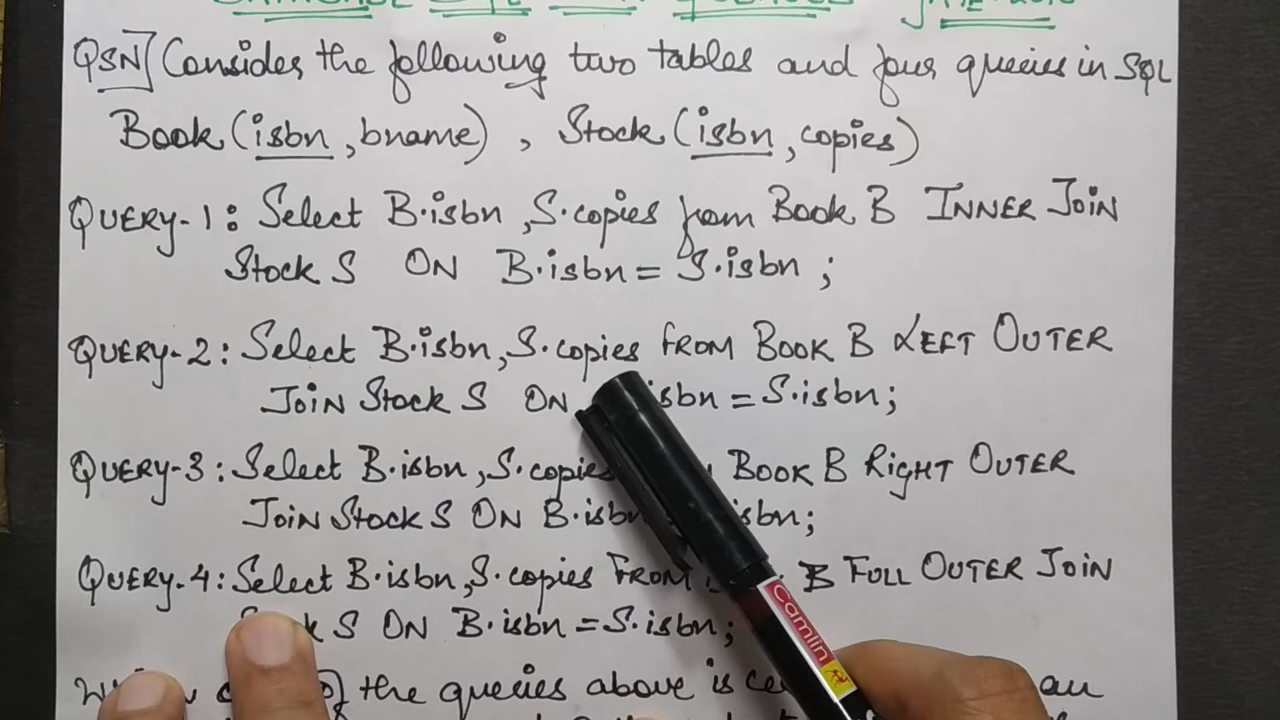 QSN] Consider the following two tables and four queries in SQL
Book (isbn, bname) , Stock (isbn, copies)
QUERY-1: Select B.isbn, S.copies from Book B INNER JOIN
Stock S ON B.isbn = S.isbn ;
QUERY-2: Select B.isbn, S.copies FROM BOOK B LEFT OUTER
JOIN Stock S ON isbn = S.isbn;
QUERY-3: Select B.isbn, S.copies BOOK B Right OUTER
JOIN Stock S ON B.isbn isbn;
QUERY-4: Select B.isbn, S.copies FROM B FULL OUTER JOIN
S ON B.isbn = S.isbn;
of the queries above is
Camlin